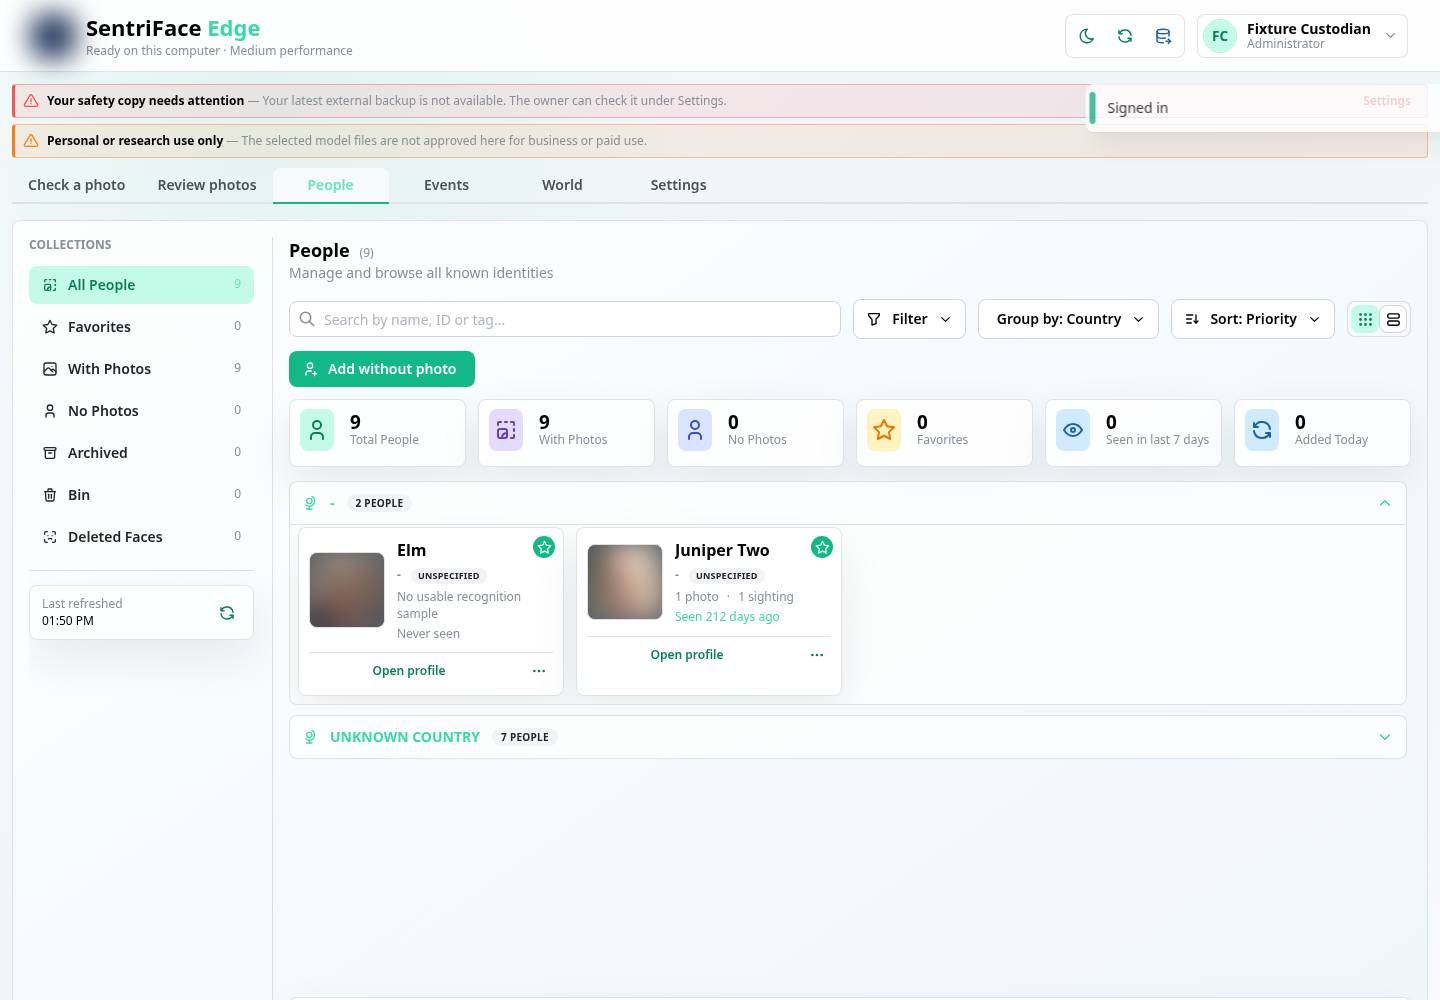 SentriFace Edge
Ready on this computer · Medium performance
FC
Fixture Custodian
Administrator
Your safety copy needs attention — Your latest external backup is not available. The owner can check it under Settings.
Settings
Signed in
Personal or research use only — The selected model files are not approved here for business or paid use.
Check a photo
Review photos
People
Events
World
Settings
COLLECTIONS
All People 9
Favorites 0
With Photos 9
No Photos 0
Archived 0
Bin 0
Deleted Faces 0
Last refreshed
01:50 PM
People (9)
Manage and browse all known identities
Search by name, ID or tag...
Filter
Group by: Country
Sort: Priority
Add without photo
9
Total People
9
With Photos
0
No Photos
0
Favorites
0
Seen in last 7 days
0
Added Today
- 2 PEOPLE
Elm
- UNSPECIFIED
No usable recognition
sample
Never seen
Open profile
Juniper Two
- UNSPECIFIED
1 photo · 1 sighting
Seen 212 days ago
Open profile
UNKNOWN COUNTRY 7 PEOPLE